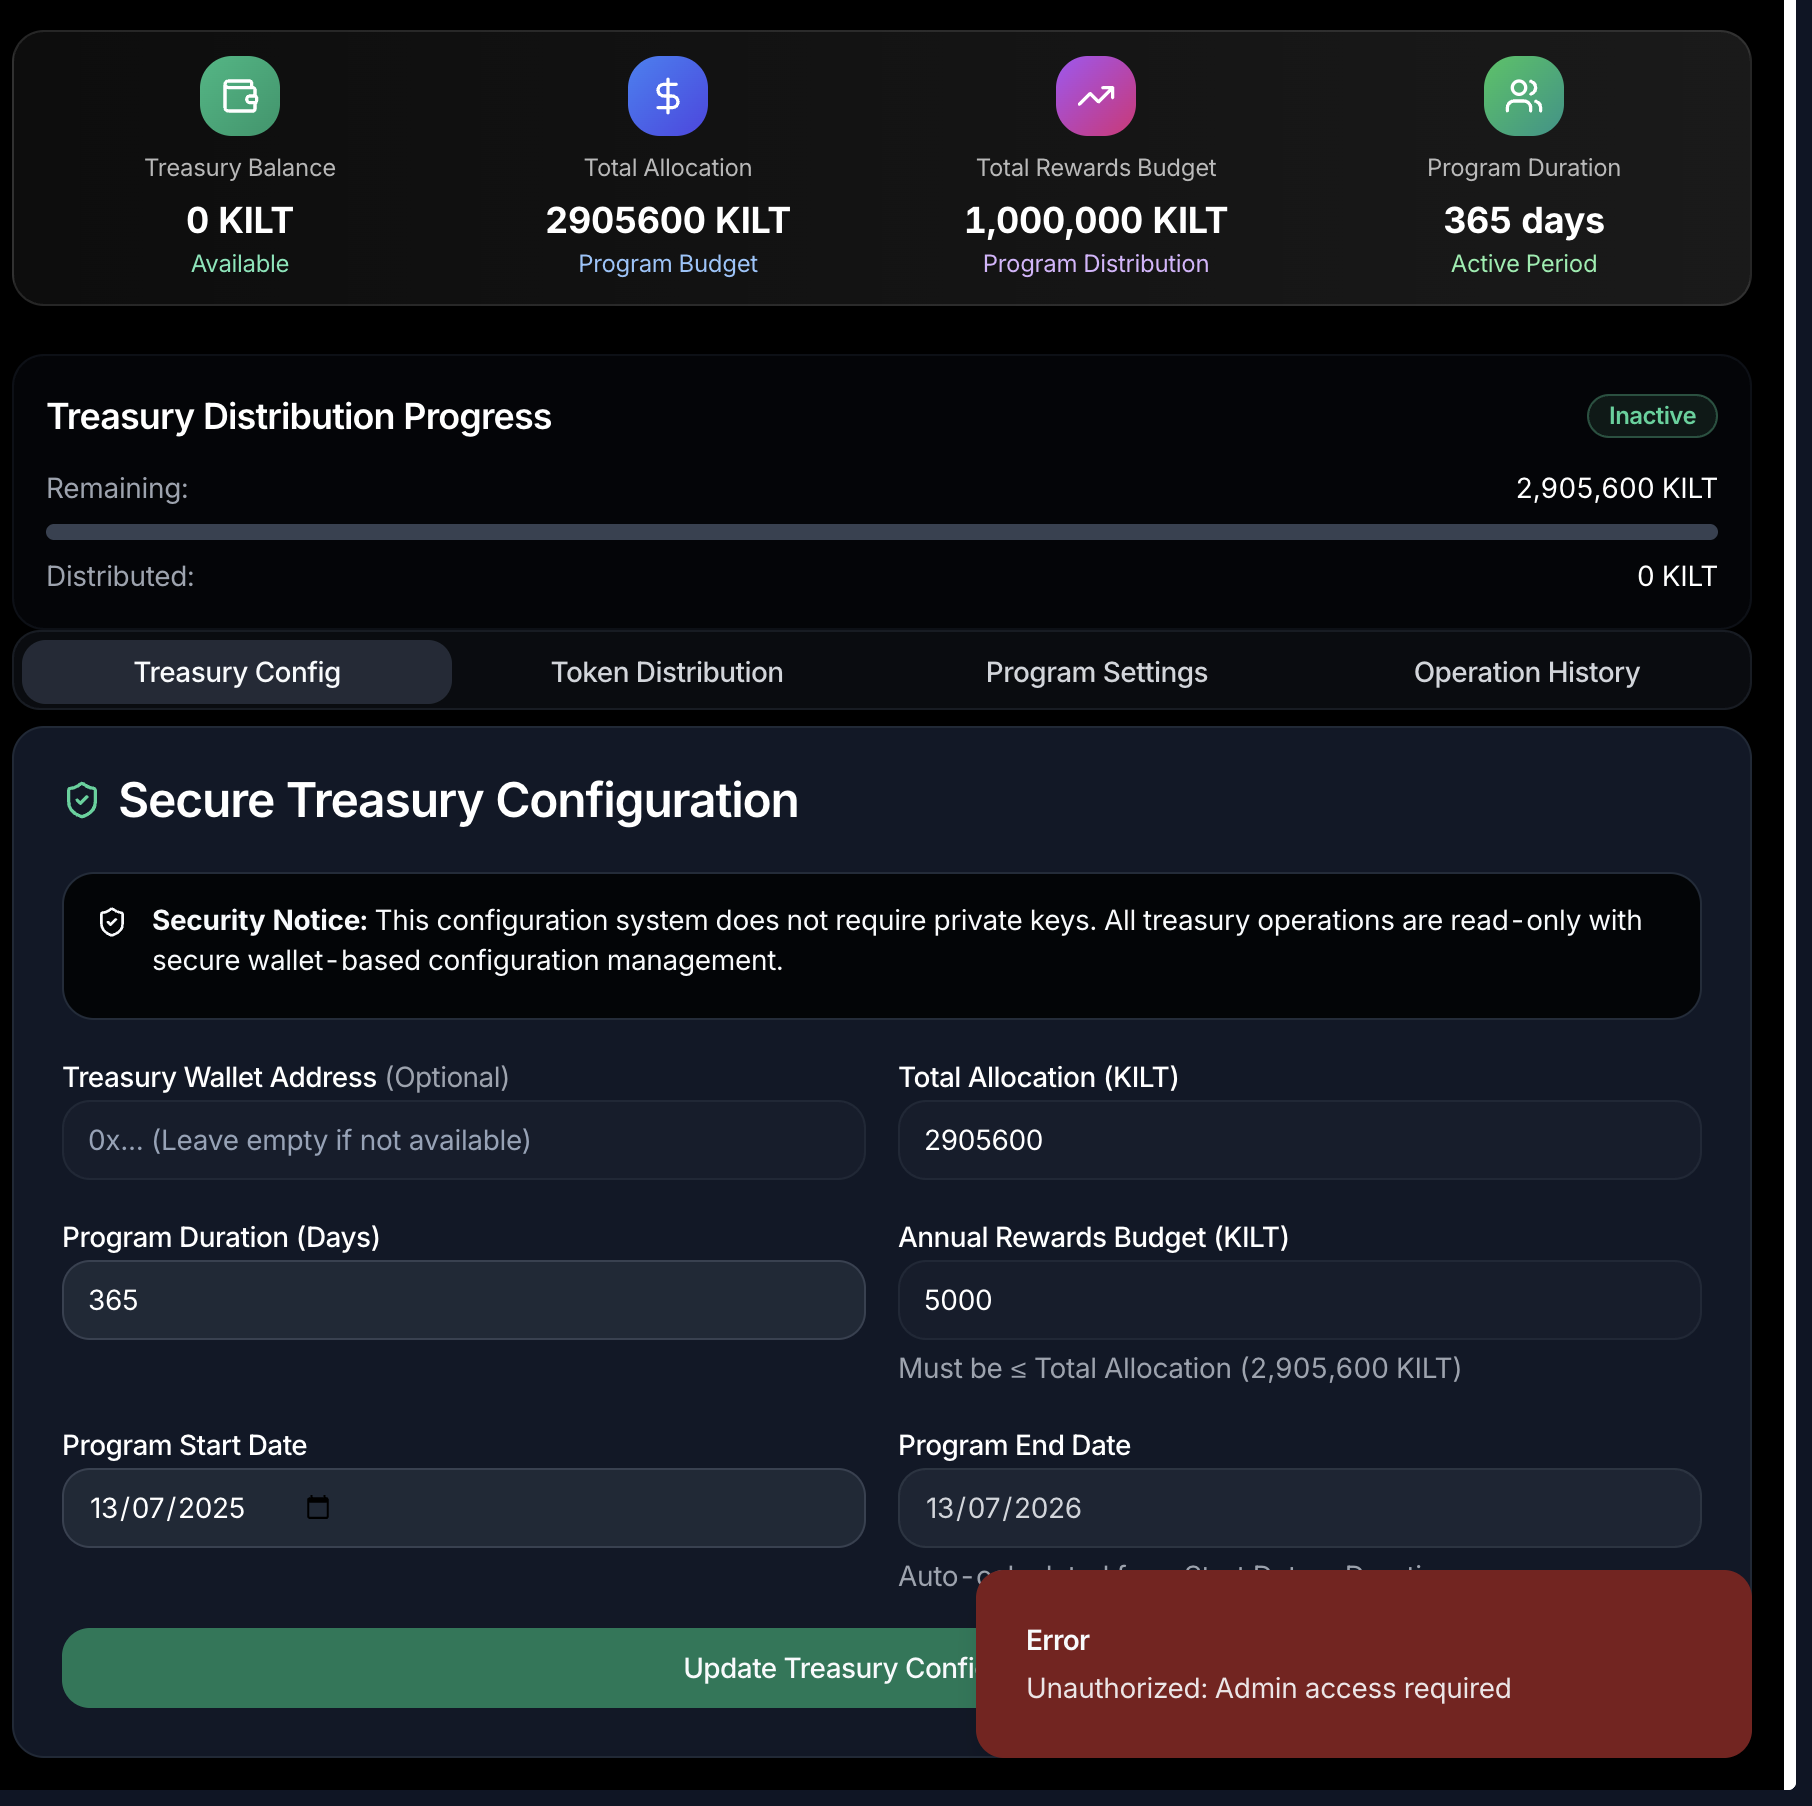 Treasury Balance
0 KILT
Available
Total Allocation
2905600 KILT
Program Budget
Total Rewards Budget
1,000,000 KILT
Program Distribution
Program Duration
365 days
Active Period
Treasury Distribution Progress
Inactive
Remaining:
2,905,600 KILT
Distributed:
0 KILT
Treasury Config
Token Distribution
Program Settings
Operation History
Secure Treasury Configuration
Security Notice: This configuration system does not require private keys. All treasury operations are read-only with
secure wallet-based configuration management.
Treasury Wallet Address (Optional)
0x... (Leave empty if not available)
Total Allocation (KILT)
2905600
Program Duration (Days)
365
Annual Rewards Budget (KILT)
5000
Must be ≤ Total Allocation (2,905,600 KILT)
Program Start Date
13/07/2025
Program End Date
13/07/2026
Update Treasury
Error
Unauthorized: Admin access required